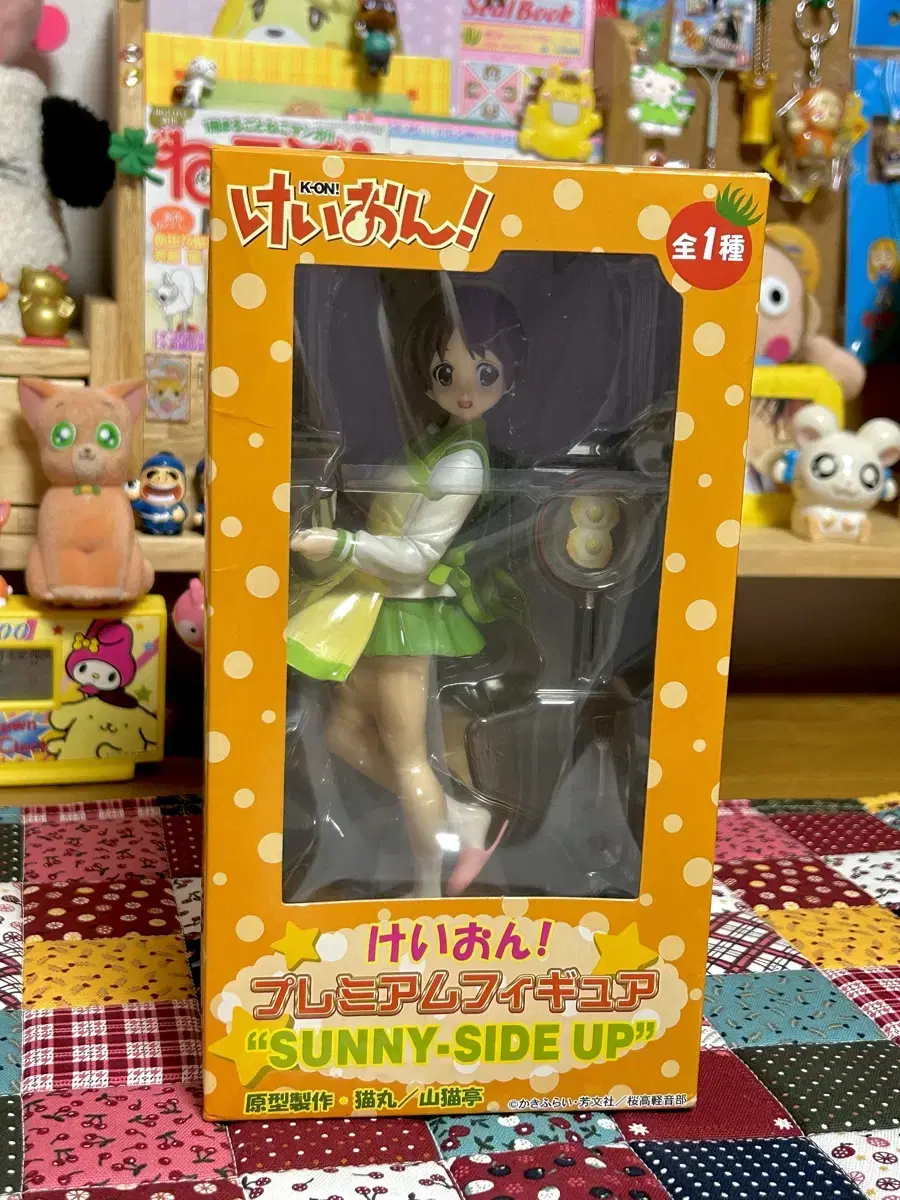 Seal Book
K-ON!
けいおん!
全1種
けいおん!
プレミアムフィギュア
"SUNNY-SIDE UP"
原型製作・猫丸/山猫亭
©かきふらい・芳文社/桜高軽音部